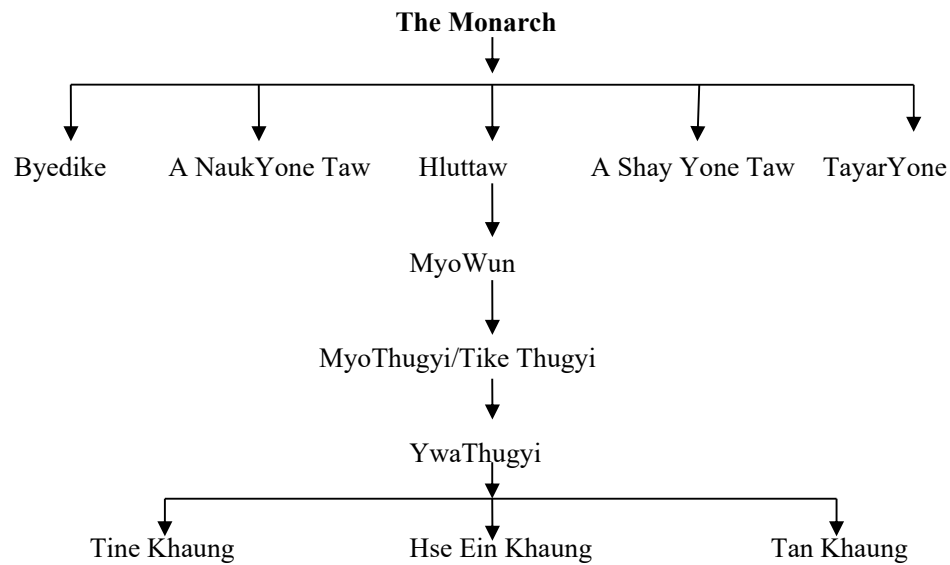 The Monarch
Byedike A NaukYone Taw Hluttaw A Shay Yone Taw TayarYone
MyoWun
MyoThugyi/Tike Thugyi
YwaThugyi
Tine Khaung Hse Ein Khaung Tan Khaung